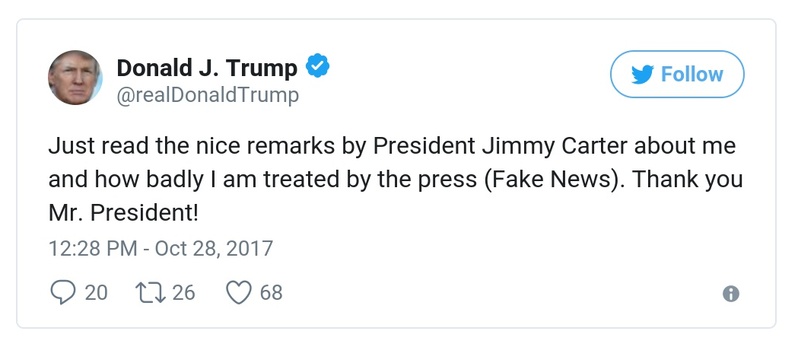 Donald J. Trump
@realDonaldTrump
Follow
Just read the nice remarks by President Jimmy Carter about me
and how badly I am treated by the press (Fake News). Thank you
Mr. President!
12:28 PM - Oct 28, 2017
20 26 68